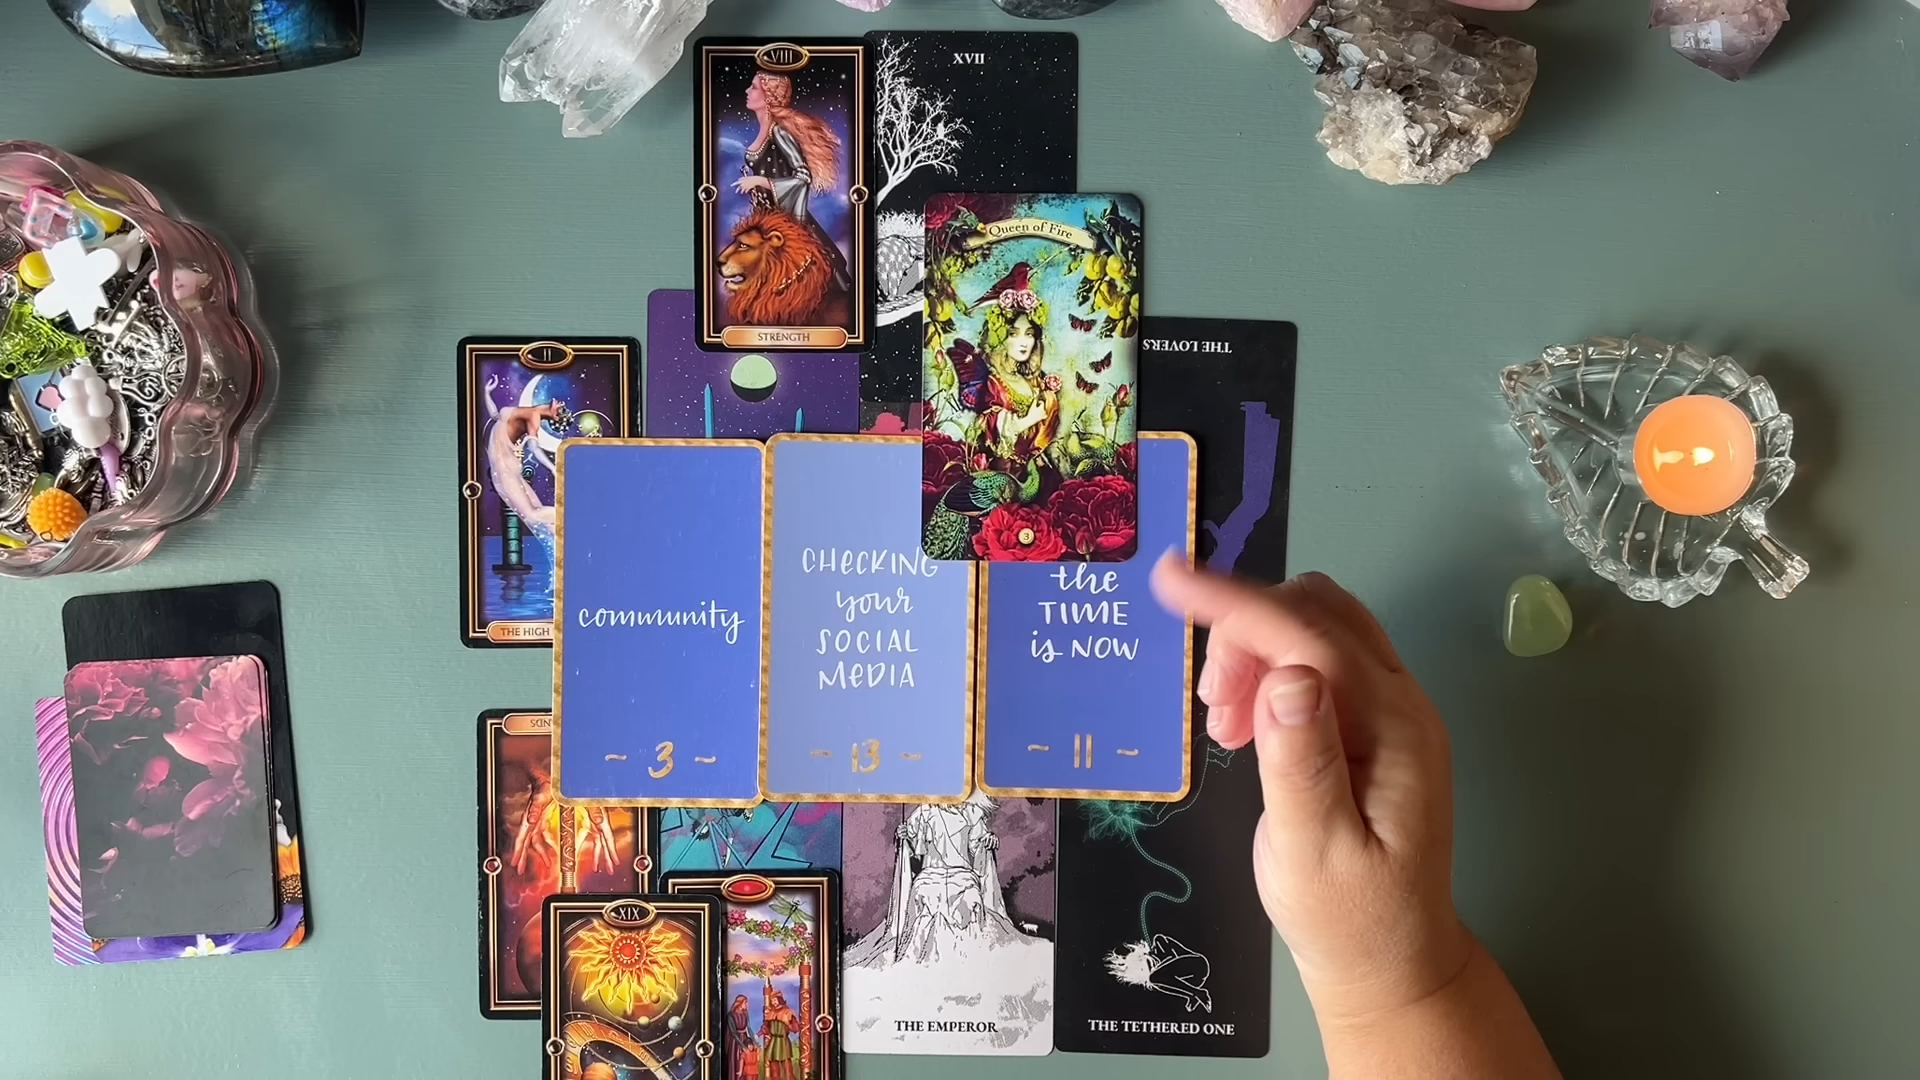 VIII
XVII
STRENGTH
Queen of Fire
3
THE LOVERS
II
THE HIGH
community
~ 3 ~
CHECKING
your
SOCIAL
MEDIA
~ 13 ~
the
TIME
is NOW
~ 11 ~
XIX
THE EMPEROR
THE TETHERED ONE